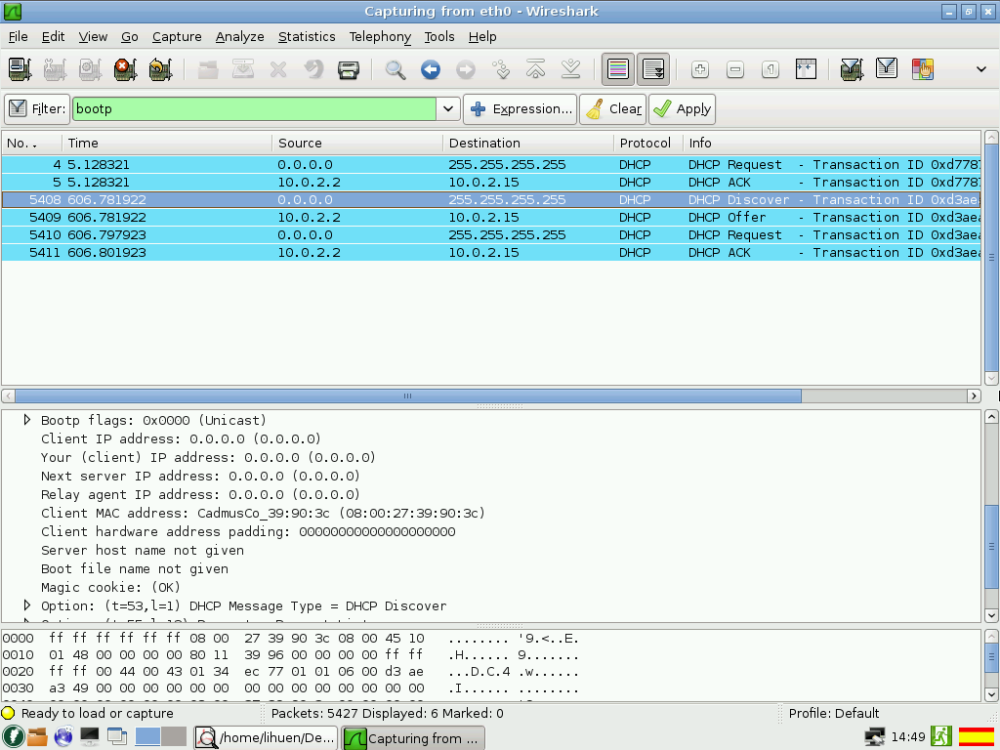 Capturing from eth0 - Wireshark
File Edit View Go Capture Analyze Statistics Telephony Tools Help
Filter: bootp Expression... Clear Apply
No. Time Source Destination Protocol Info
4 5.128321 0.0.0.0 255.255.255.255 DHCP DHCP Request - Transaction ID 0xd778
5 5.128321 10.0.2.2 10.0.2.15 DHCP DHCP ACK - Transaction ID 0xd778
5408 606.781922 0.0.0.0 255.255.255.255 DHCP DHCP Discover - Transaction ID 0xd3ae
5409 606.781922 10.0.2.2 10.0.2.15 DHCP DHCP Offer - Transaction ID 0xd3ae
5410 606.797923 0.0.0.0 255.255.255.255 DHCP DHCP Request - Transaction ID 0xd3ae
5411 606.801923 10.0.2.2 10.0.2.15 DHCP DHCP ACK - Transaction ID 0xd3ae
Bootp flags: 0x0000 (Unicast)
Client IP address: 0.0.0.0 (0.0.0.0)
Your (client) IP address: 0.0.0.0 (0.0.0.0)
Next server IP address: 0.0.0.0 (0.0.0.0)
Relay agent IP address: 0.0.0.0 (0.0.0.0)
Client MAC address: CadmusCo_39:90:3c (08:00:27:39:90:3c)
Client hardware address padding: 00000000000000000000
Server host name not given
Boot file name not given
Magic cookie: (OK)
Option: (t=53,l=1) DHCP Message Type = DHCP Discover
0000 ff ff ff ff ff ff 08 00 27 39 90 3c 08 00 45 10 ........ '9.<..E.
0010 01 48 00 00 00 00 80 11 39 96 00 00 00 00 ff ff .H...... 9.......
0020 ff ff 00 44 00 43 01 34 ec 77 01 01 06 00 d3 ae ...D.C.4 .w......
0030 a3 49 00 00 00 00 00 00 00 00 00 00 00 00 00 00 .I...... ........
Ready to load or capture Packets: 5427 Displayed: 6 Marked: 0 Profile: Default
/home/lihuen/De... Capturing from ... 14:49